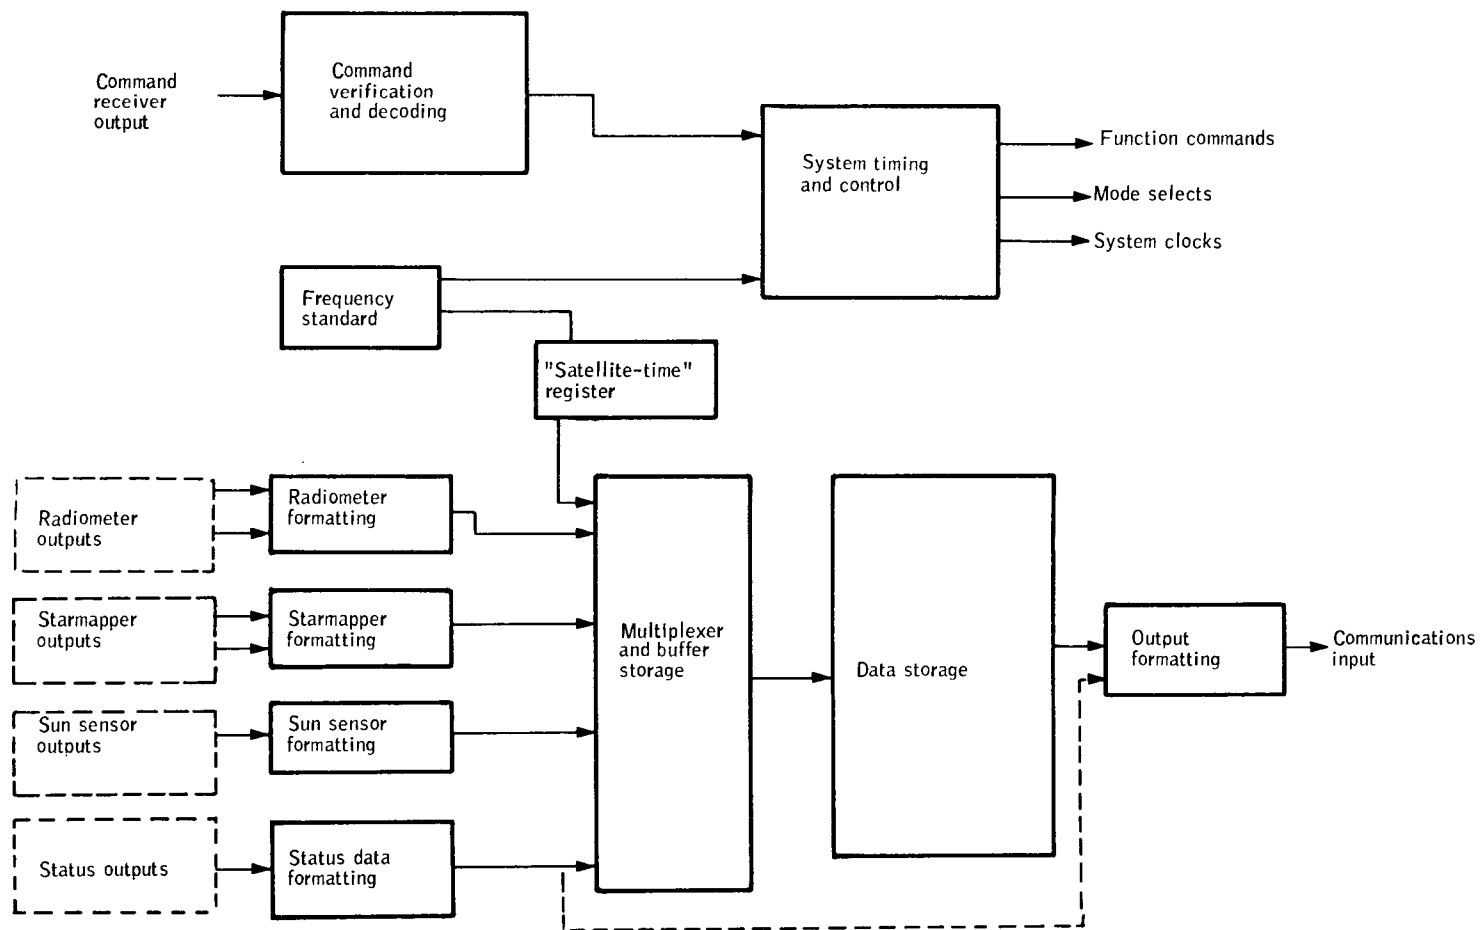 Command
receiver
output
Command
verification
and decoding
System timing
and control
Function commands
Mode selects
System clocks
Frequency
standard
"Satellite-time"
register
Radiometer
outputs
Radiometer
formatting
Starmapper
outputs
Starmapper
formatting
Sun sensor
outputs
Sun sensor
formatting
Status outputs
Status data
formatting
Multiplexer
and buffer
storage
Data storage
Output
formatting
Communications
input